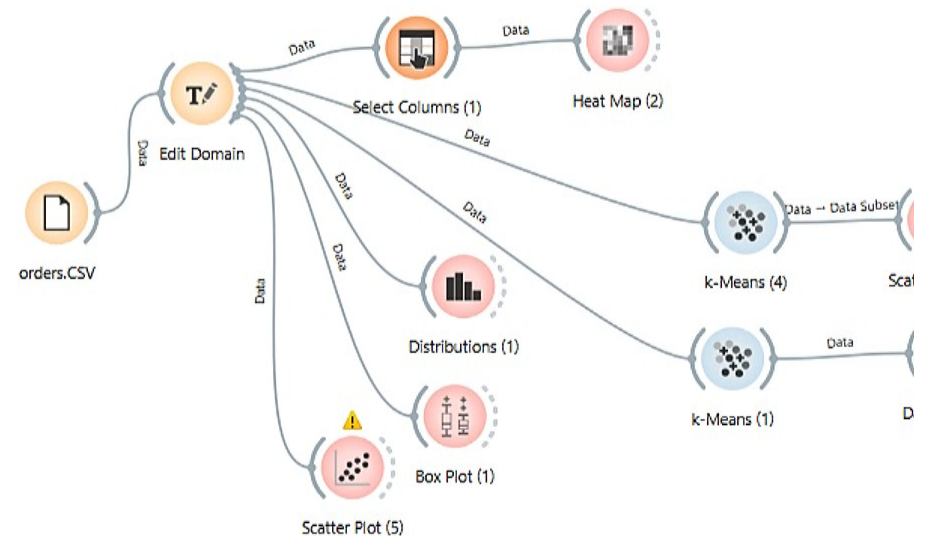 Data
Data
Select Columns (1)
Heat Map (2)
T
Edit Domain
Data
Data
orders.CSV
Data
Data
Data → Data Subset
k-Means (4)
Scat
Data
Data
Distributions (1)
Data
k-Means (1)
D
Box Plot (1)
Scatter Plot (5)